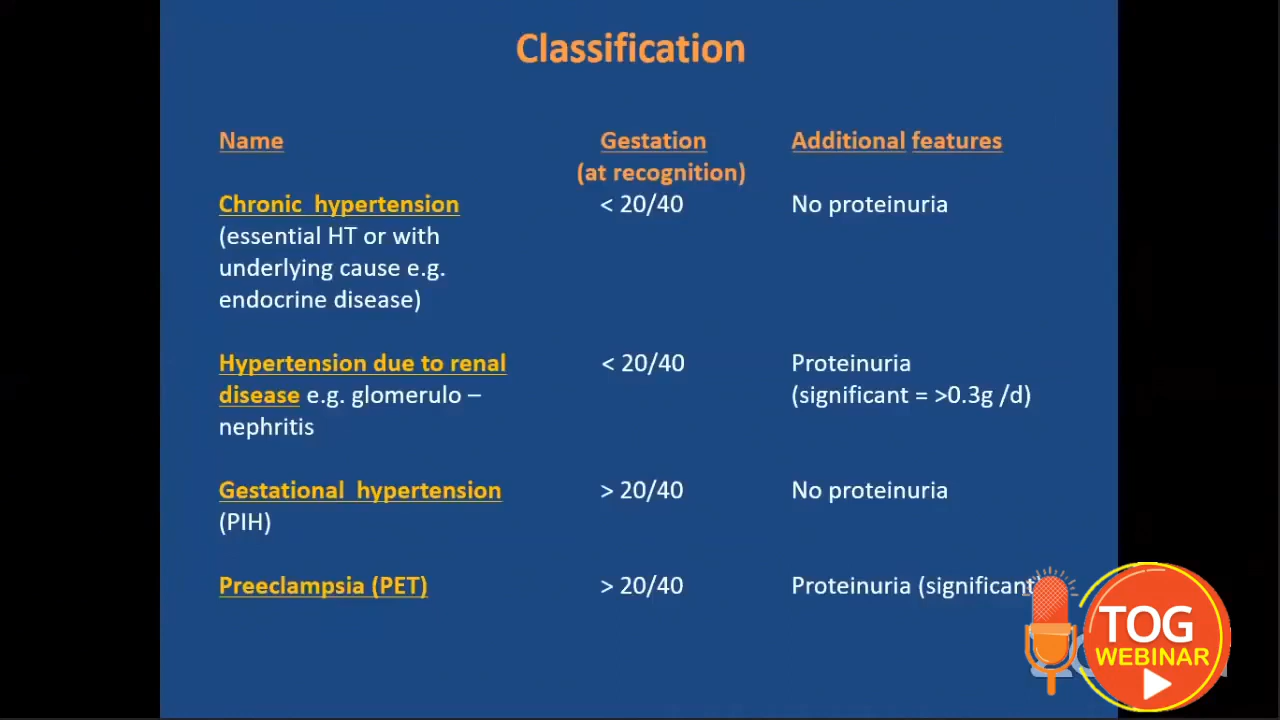 Classification
Name Gestation Additional features
(at recognition)
Chronic hypertension < 20/40 No proteinuria
(essential HT or with
underlying cause e.g.
endocrine disease)
Hypertension due to renal < 20/40 Proteinuria
disease e.g. glomerulo – (significant = >0.3g /d)
nephritis
Gestational hypertension > 20/40 No proteinuria
(PIH)
Preeclampsia (PET) > 20/40 Proteinuria (significant
TOG
WEBINAR